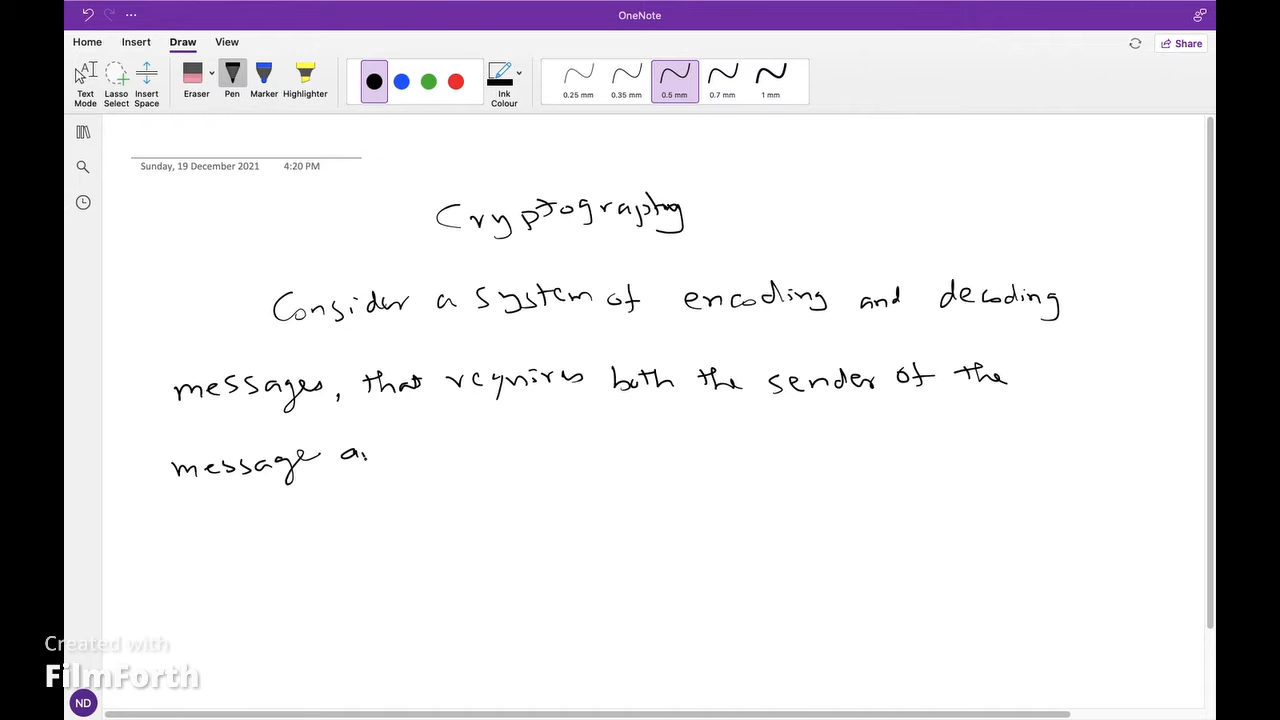 OneNote
Home Insert Draw View
Share
Text Mode Lasso Select Insert Space Eraser Pen Marker Highlighter Ink Colour 0.25 mm 0.35 mm 0.5 mm 0.7 mm 1 mm
Sunday, 19 December 2021 4:20 PM
Cryptography
Consider a system of encoding and decoding
messages, that requires both the sender of the
message a
Created with
FilmForth
ND